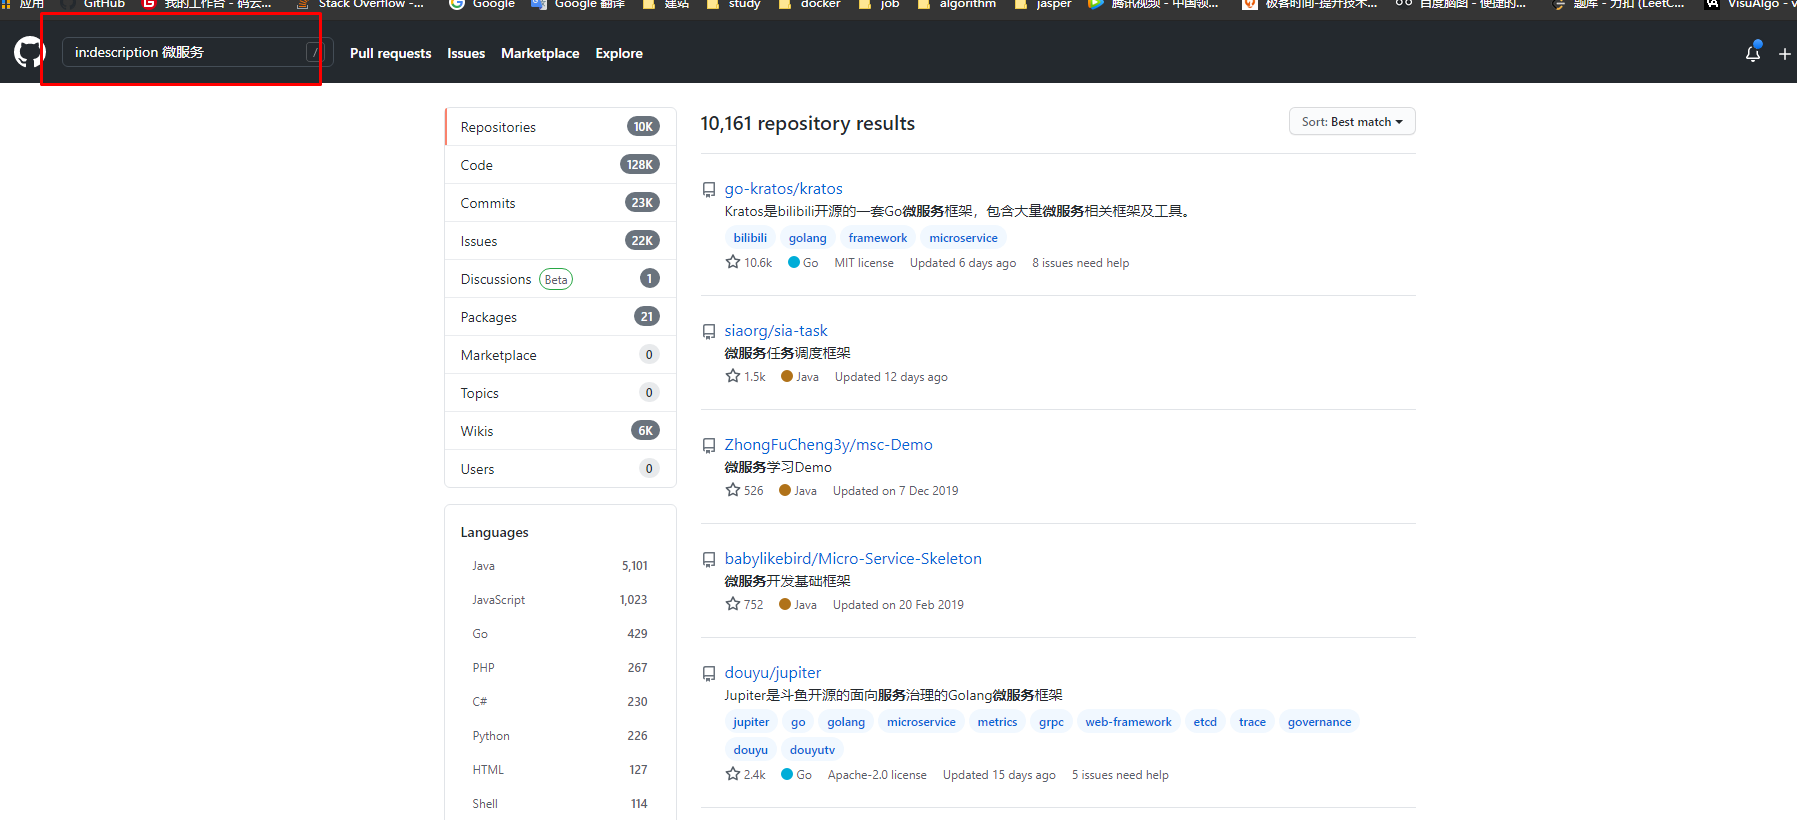 应用 GitHub 我的工作台 - 码云... Stack Overflow -... Google Google 翻译 建站 study docker job algorithm jasper 腾讯视频 - 中国领... 极客时间-提升技术... 百度脑图 - 便捷的... 题库 - 力扣 (LeetC... VisuAlgo - v
in:description 微服务 / Pull requests Issues Marketplace Explore
Repositories 10K
Code 128K
Commits 23K
Issues 22K
Discussions Beta 1
Packages 21
Marketplace 0
Topics 0
Wikis 6K
Users 0
Languages
Java 5,101
JavaScript 1,023
Go 429
PHP 267
C# 230
Python 226
HTML 127
Shell 114
10,161 repository results
Sort: Best match
go-kratos/kratos
Kratos是bilibili开源的一套Go微服务框架，包含大量微服务相关框架及工具。
bilibili golang framework microservice
10.6k Go MIT license Updated 6 days ago 8 issues need help
siaorg/sia-task
微服务任务调度框架
1.5k Java Updated 12 days ago
ZhongFuCheng3y/msc-Demo
微服务学习Demo
526 Java Updated on 7 Dec 2019
babylikebird/Micro-Service-Skeleton
微服务开发基础框架
752 Java Updated on 20 Feb 2019
douyu/jupiter
Jupiter是斗鱼开源的面向服务治理的Golang微服务框架
jupiter go golang microservice metrics grpc web-framework etcd trace governance
douyu douyutv
2.4k Go Apache-2.0 license Updated 15 days ago 5 issues need help